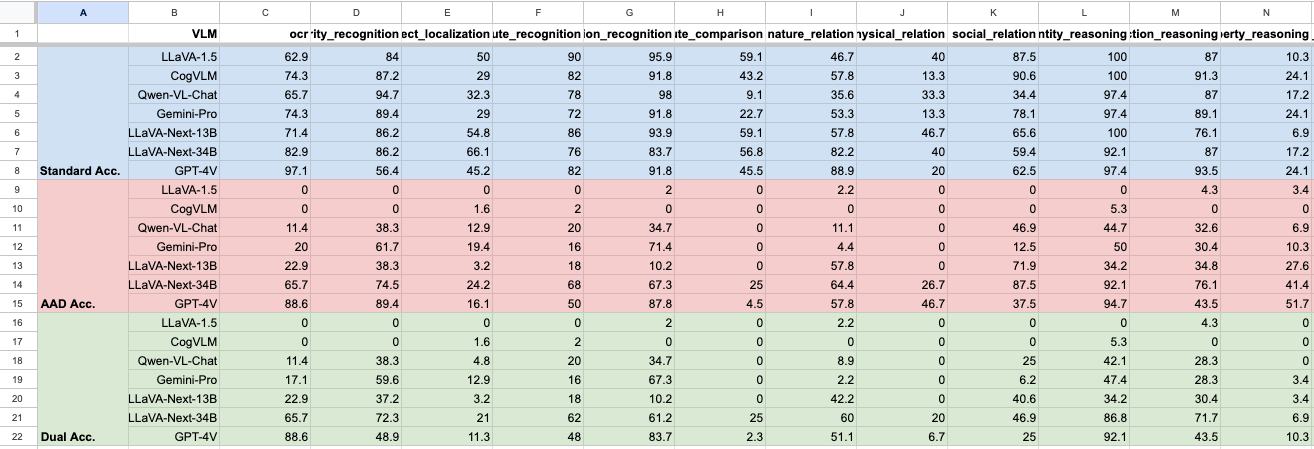 A B C D E F G H I J K L M N
1 VLM ocr rity_recognition ect_localization ute_recognition ion_recognition te_comparison nature_relation hysical_relation social_relation ntity_reasoning ction_reasoning perty_reasoning
2 LLaVA-1.5 62.9 84 50 90 95.9 59.1 46.7 40 87.5 100 87 10.3
3 CogVLM 74.3 87.2 29 82 91.8 43.2 57.8 13.3 90.6 100 91.3 24.1
4 Qwen-VL-Chat 65.7 94.7 32.3 78 98 9.1 35.6 33.3 34.4 97.4 87 17.2
5 Gemini-Pro 74.3 89.4 29 72 91.8 22.7 53.3 13.3 78.1 97.4 89.1 24.1
6 LLaVA-Next-13B 71.4 86.2 54.8 86 93.9 59.1 57.8 46.7 65.6 100 76.1 6.9
7 LLaVA-Next-34B 82.9 86.2 66.1 76 83.7 56.8 82.2 40 59.4 92.1 87 17.2
8 Standard Acc. GPT-4V 97.1 56.4 45.2 82 91.8 45.5 88.9 20 62.5 97.4 93.5 24.1
9 LLaVA-1.5 0 0 0 0 2 0 2.2 0 0 0 4.3 3.4
10 CogVLM 0 0 1.6 2 0 0 0 0 0 5.3 0 0
11 Qwen-VL-Chat 11.4 38.3 12.9 20 34.7 0 11.1 0 46.9 44.7 32.6 6.9
12 Gemini-Pro 20 61.7 19.4 16 71.4 0 4.4 0 12.5 50 30.4 10.3
13 LLaVA-Next-13B 22.9 38.3 3.2 18 10.2 0 57.8 0 71.9 34.2 34.8 27.6
14 LLaVA-Next-34B 65.7 74.5 24.2 68 67.3 25 64.4 26.7 87.5 92.1 76.1 41.4
15 AAD Acc. GPT-4V 88.6 89.4 16.1 50 87.8 4.5 57.8 46.7 37.5 94.7 43.5 51.7
16 LLaVA-1.5 0 0 0 0 2 0 2.2 0 0 0 4.3 0
17 CogVLM 0 0 1.6 2 0 0 0 0 0 5.3 0 0
18 Qwen-VL-Chat 11.4 38.3 4.8 20 34.7 0 8.9 0 25 42.1 28.3 0
19 Gemini-Pro 17.1 59.6 12.9 16 67.3 0 2.2 0 6.2 47.4 28.3 3.4
20 LLaVA-Next-13B 22.9 37.2 3.2 18 10.2 0 42.2 0 40.6 34.2 30.4 3.4
21 LLaVA-Next-34B 65.7 72.3 21 62 61.2 25 60 20 46.9 86.8 71.7 6.9
22 Dual Acc. GPT-4V 88.6 48.9 11.3 48 83.7 2.3 51.1 6.7 25 92.1 43.5 10.3